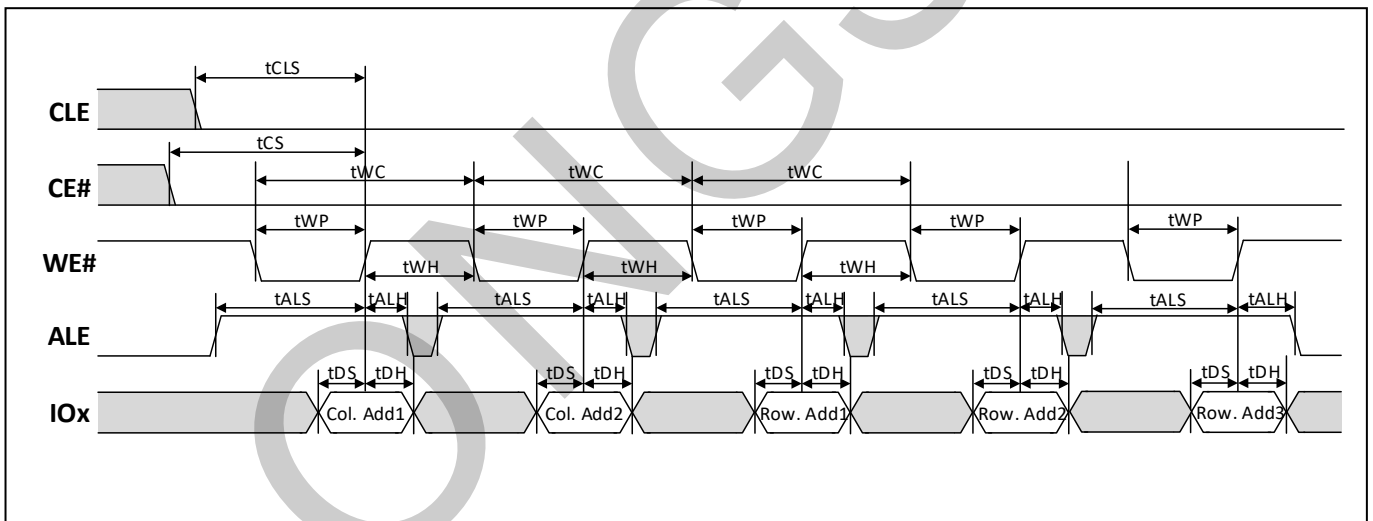 tCLS
CLE
tCS
CE#
tWC tWC tWC
tWP tWP tWP tWP tWP
WE#
tWH tWH tWH
tALS tALH tALS tALH tALS tALH tALS tALH tALS tALH
ALE
tDS tDH tDS tDH tDS tDH tDS tDH tDS tDH
IOx Col. Add1 Col. Add2 Row. Add1 Row. Add2 Row. Add3
ONGS